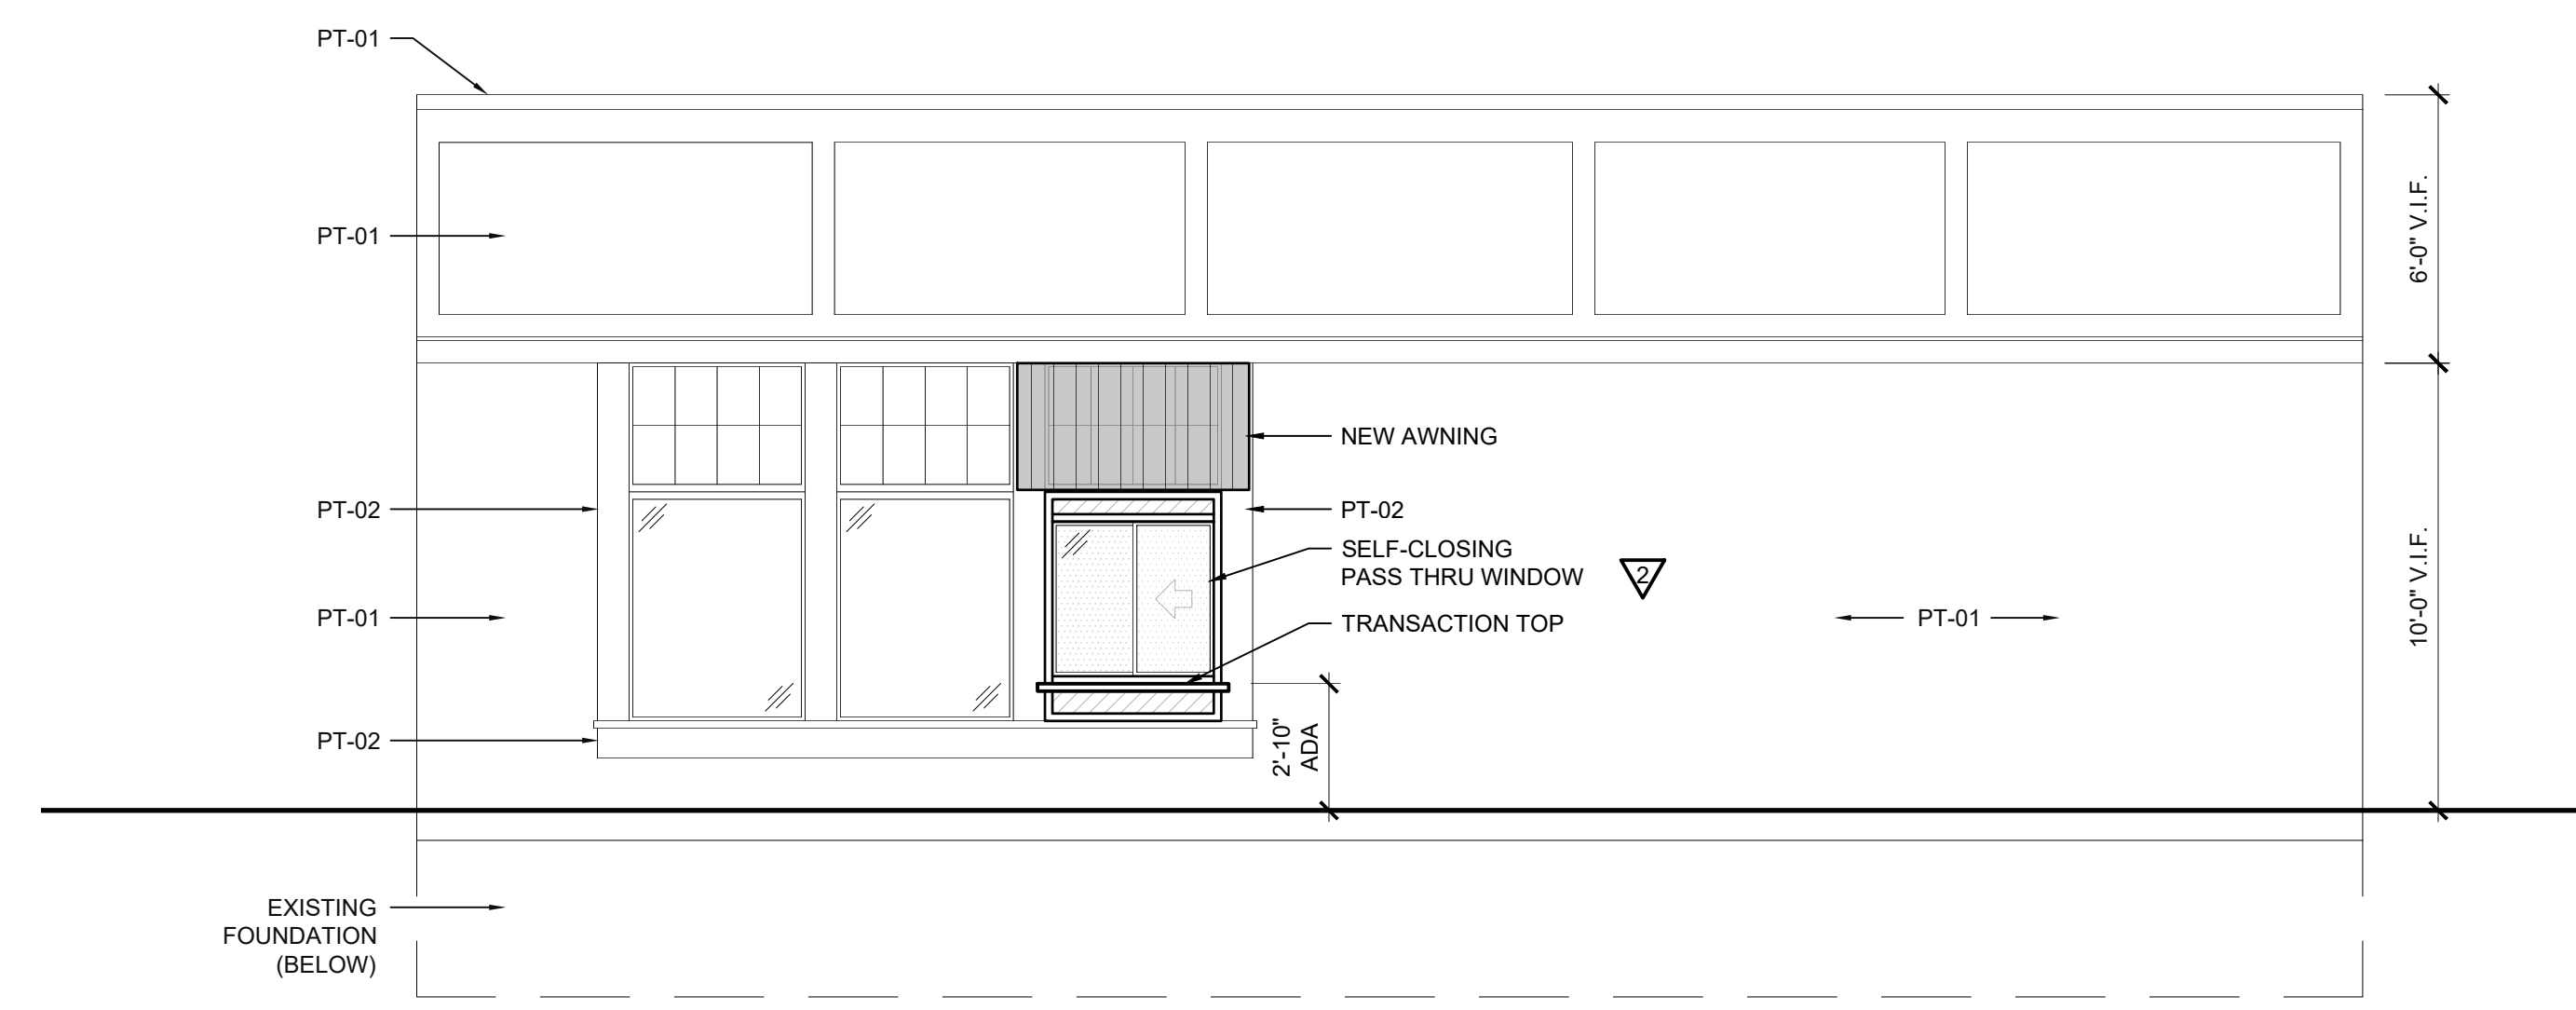 PT-01
PT-01
6'-0" V.I.F.
NEW AWNING
PT-02
PT-02
SELF-CLOSING
PASS THRU WINDOW
2
TRANSACTION TOP
PT-01
PT-01
10'-0" V.I.F.
PT-02
2'-10"
ADA
EXISTING
FOUNDATION
(BELOW)